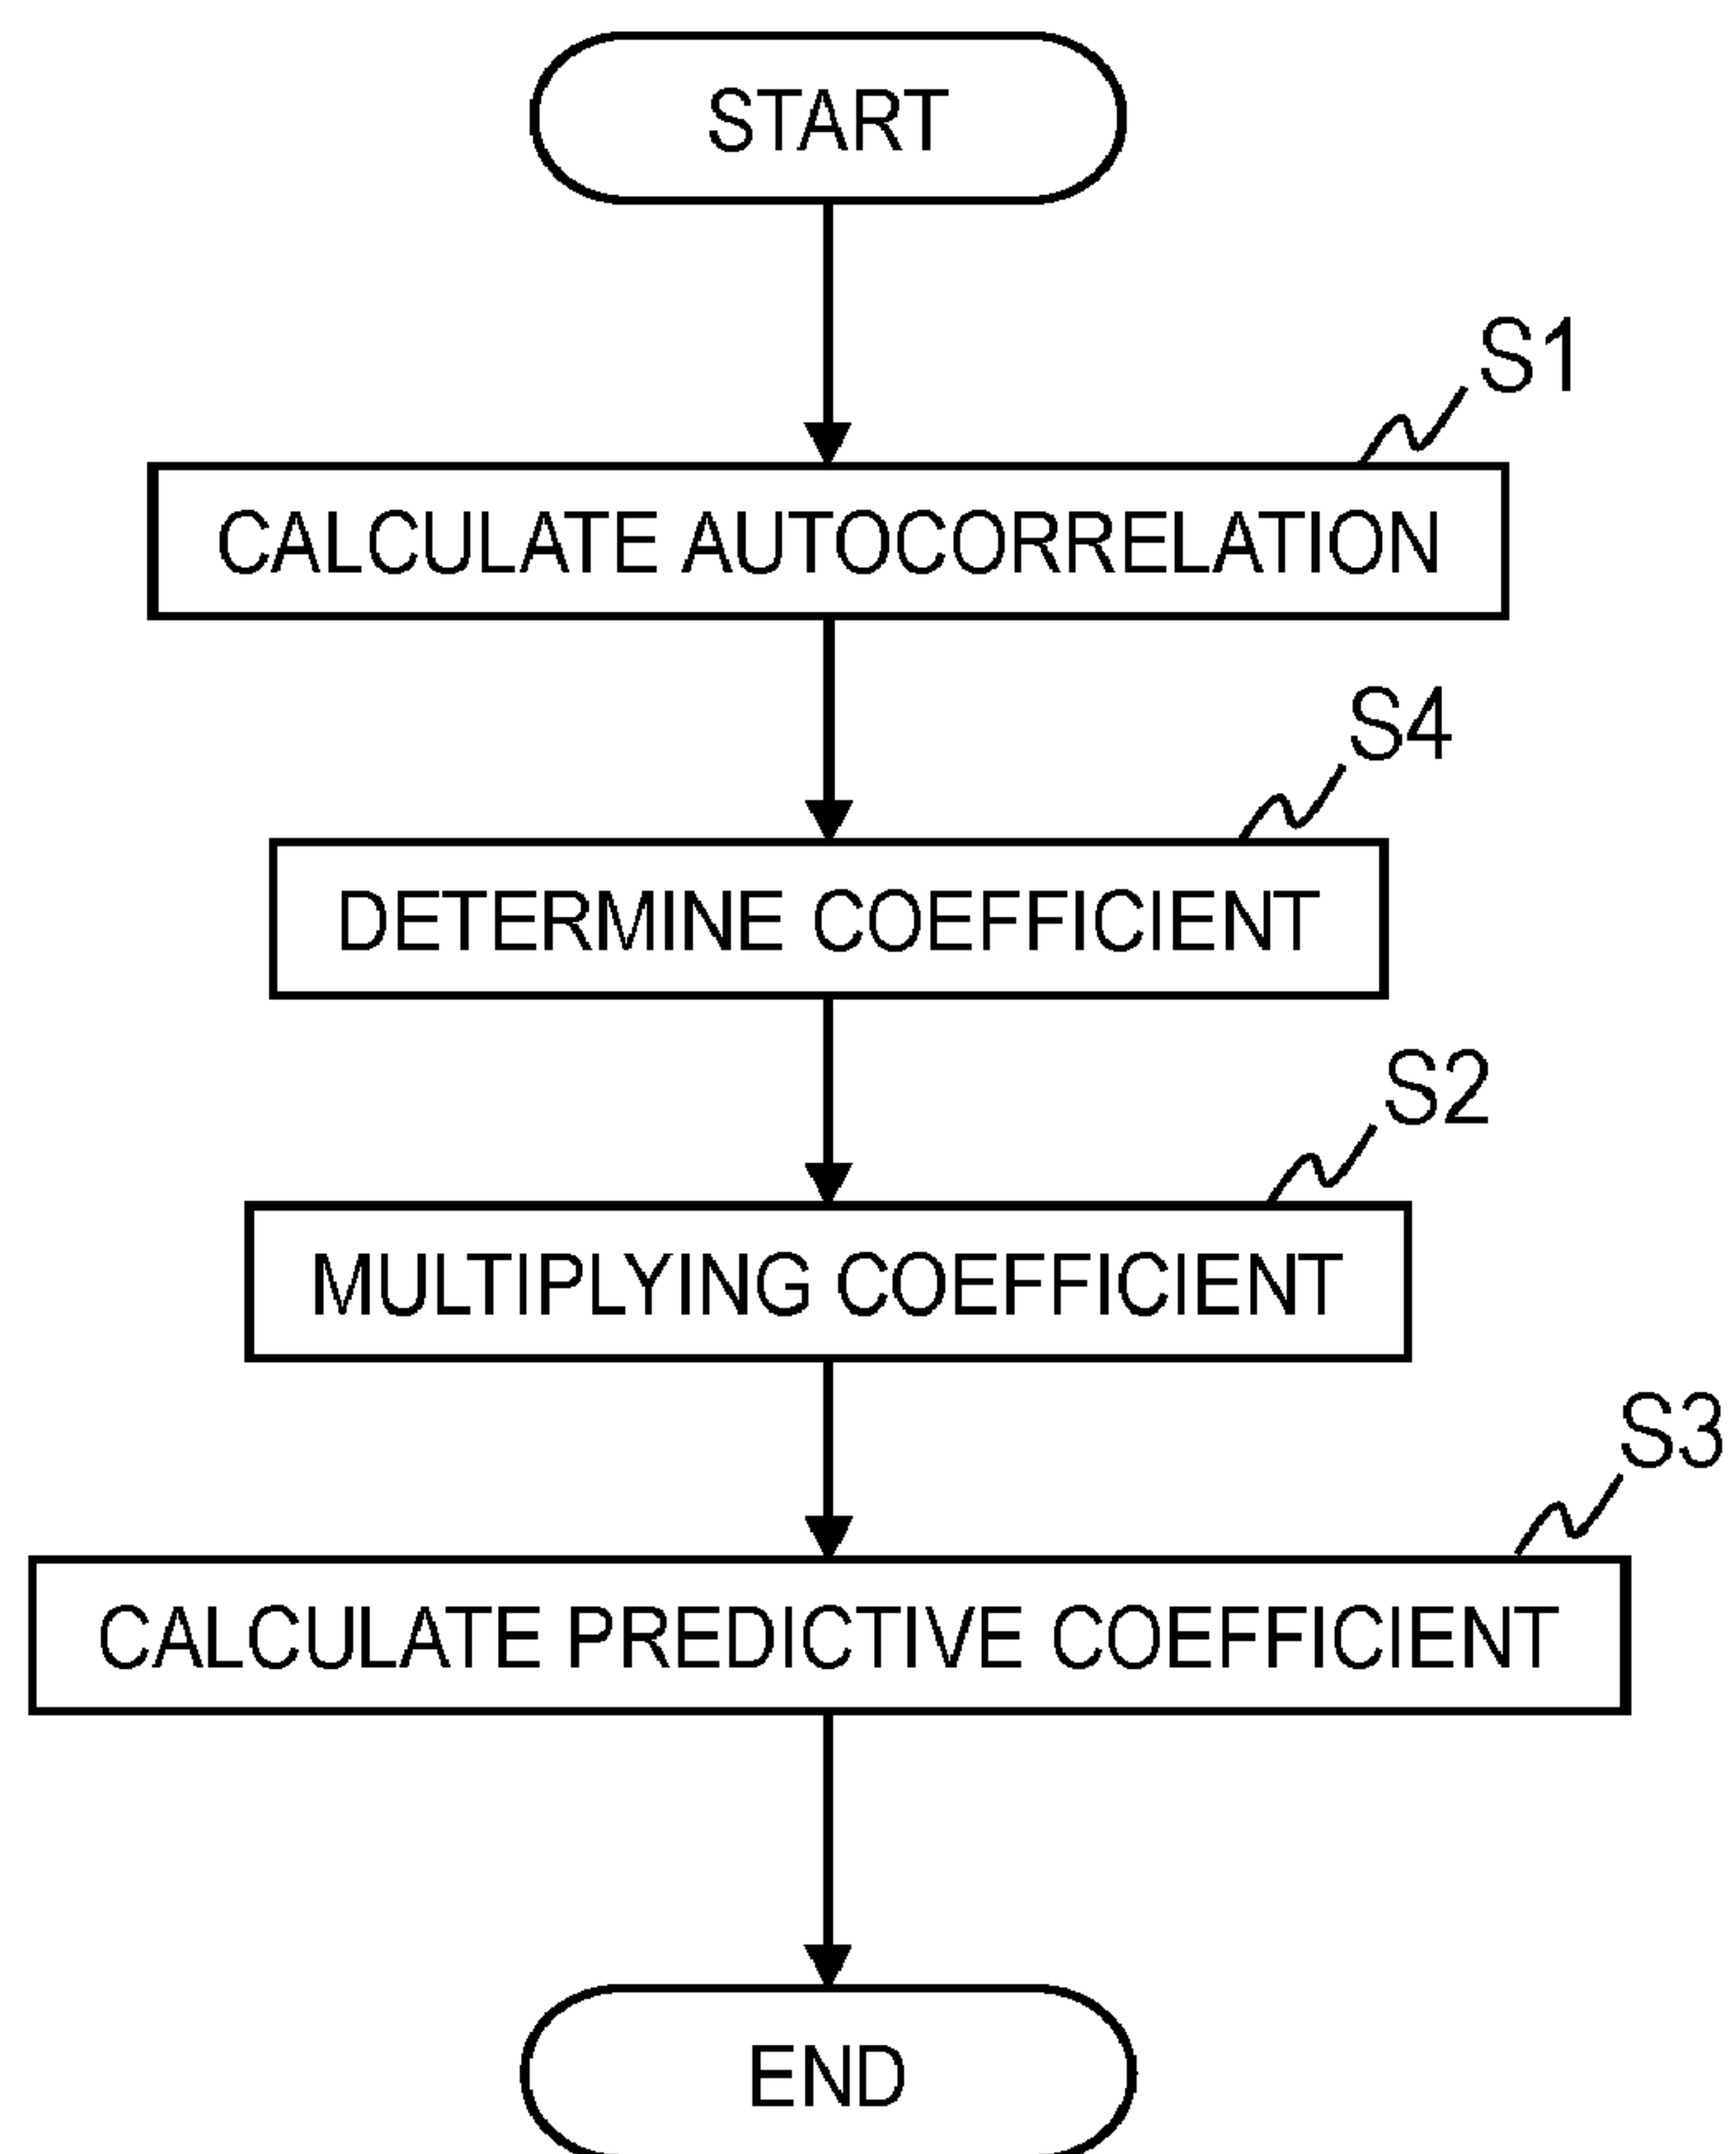 START
S1
CALCULATE AUTOCORRELATION
S4
DETERMINE COEFFICIENT
S2
MULTIPLYING COEFFICIENT
S3
CALCULATE PREDICTIVE COEFFICIENT
END